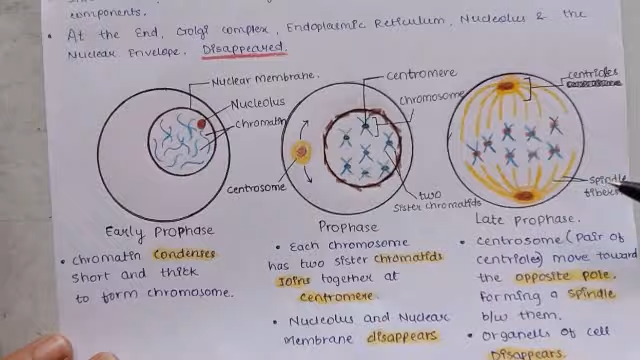 components.
• At the End, Golgi complex, Endoplasmic Reticulum, Nucleolus & the
Nuclear Envelope. Disappeared.
Nuclear membrane.
Nucleolus
chromatin
Early Prophase
• chromatin condenses
short and thick
to form chromosome.
centromere
chromosome
centrosome
two
sister chromatids
Prophase
• Each chromosome
has two sister chromatids
Joins together at
centromere.
• Nucleolus and Nuclear
Membrane disappears
centrioles
spindle
Late prophase.
• centrosome (pair of
centrioles) move toward
the opposite pole.
Forming a spindle
b/w them.
• Organells of cell
Disappears